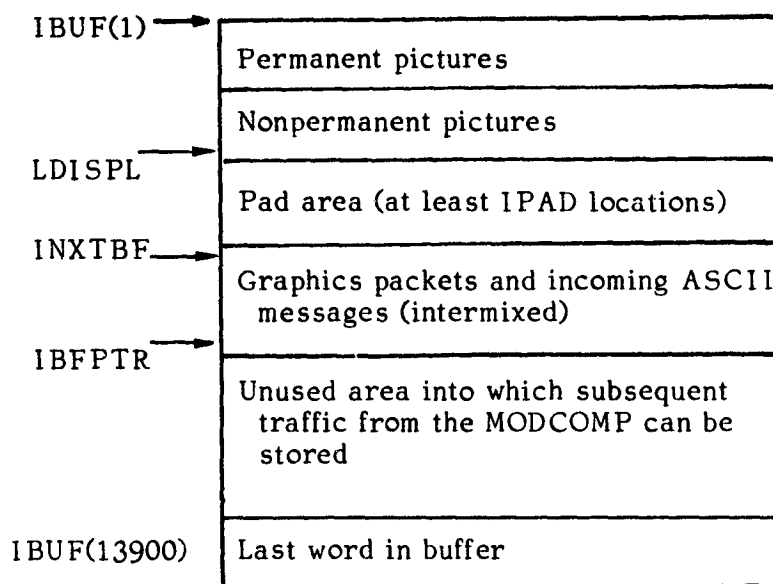 IBUF(1)
Permanent pictures
Nonpermanent pictures
LDISPL
Pad area (at least IPAD locations)
INXTBF
Graphics packets and incoming ASCII
messages (intermixed)
IBFPTR
Unused area into which subsequent
traffic from the MODCOMP can be
stored
IBUF(13900) Last word in buffer